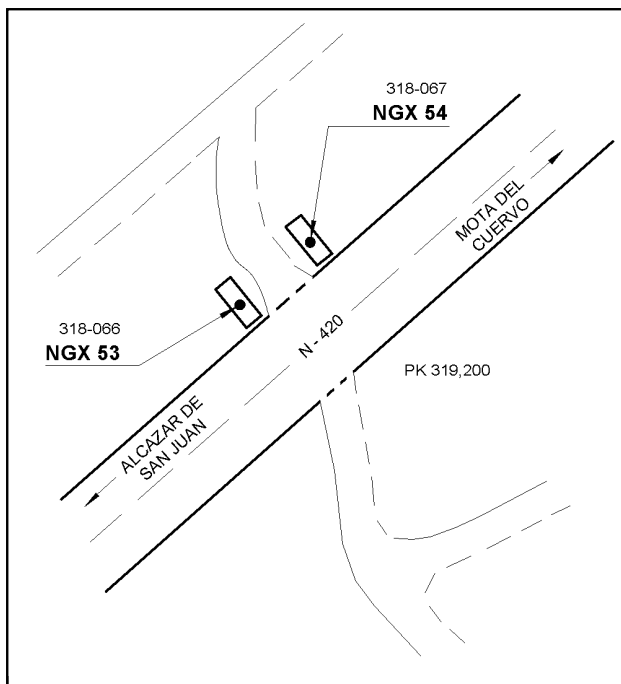 318-067
NGX 54
MOTA DEL
CUERVO
318-066
NGX 53
N - 420
PK 319,200
ALCAZAR DE
SAN JUAN